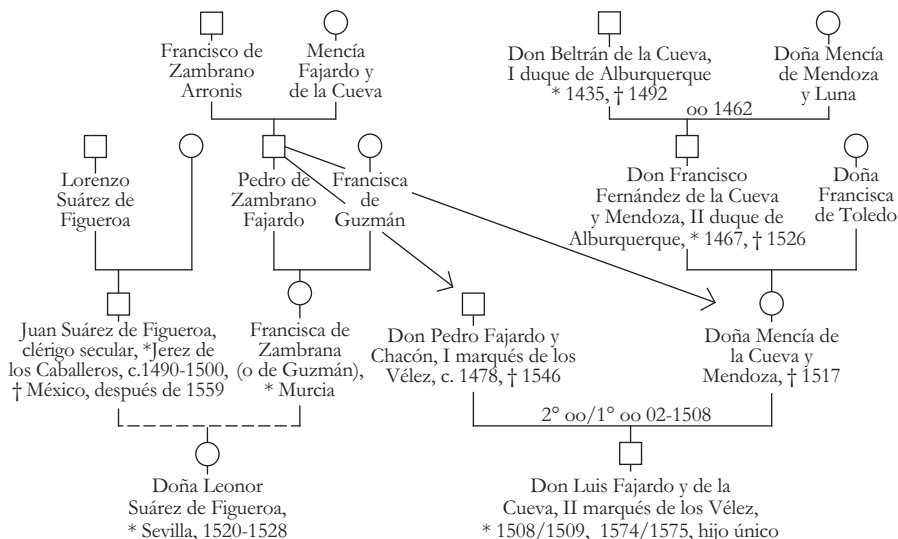 Francisco de
Zambrano
Arronis
Mencía
Fajardo y
de la Cueva
Don Beltrán de la Cueva,
I duque de Alburquerque
* 1435, † 1492
Doña Mencía
de Mendoza
y Luna
oo 1462
Lorenzo
Suárez de
Figueroa
Pedro de
Zambrano
Fajardo
Francisca
de
Guzmán
Don Francisco
Fernández de la Cueva
y Mendoza, II duque de
Alburquerque, * 1467, † 1526
Doña
Francisca
de Toledo
Juan Suárez de Figueroa,
clérigo secular, *Jerez de
los Caballeros, c.1490-1500,
† México, después de 1559
Francisca de
Zambrana
(o de Guzmán),
* Murcia
Don Pedro Fajardo y
Chacón, I marqués de los
Vélez, c. 1478, † 1546
Doña Mencía de
la Cueva y
Mendoza, † 1517
2° oo/1° oo 02-1508
Doña Leonor
Suárez de Figueroa,
* Sevilla, 1520-1528
Don Luis Fajardo y de la
Cueva, II marqués de los Vélez,
* 1508/1509, 1574/1575, hijo único